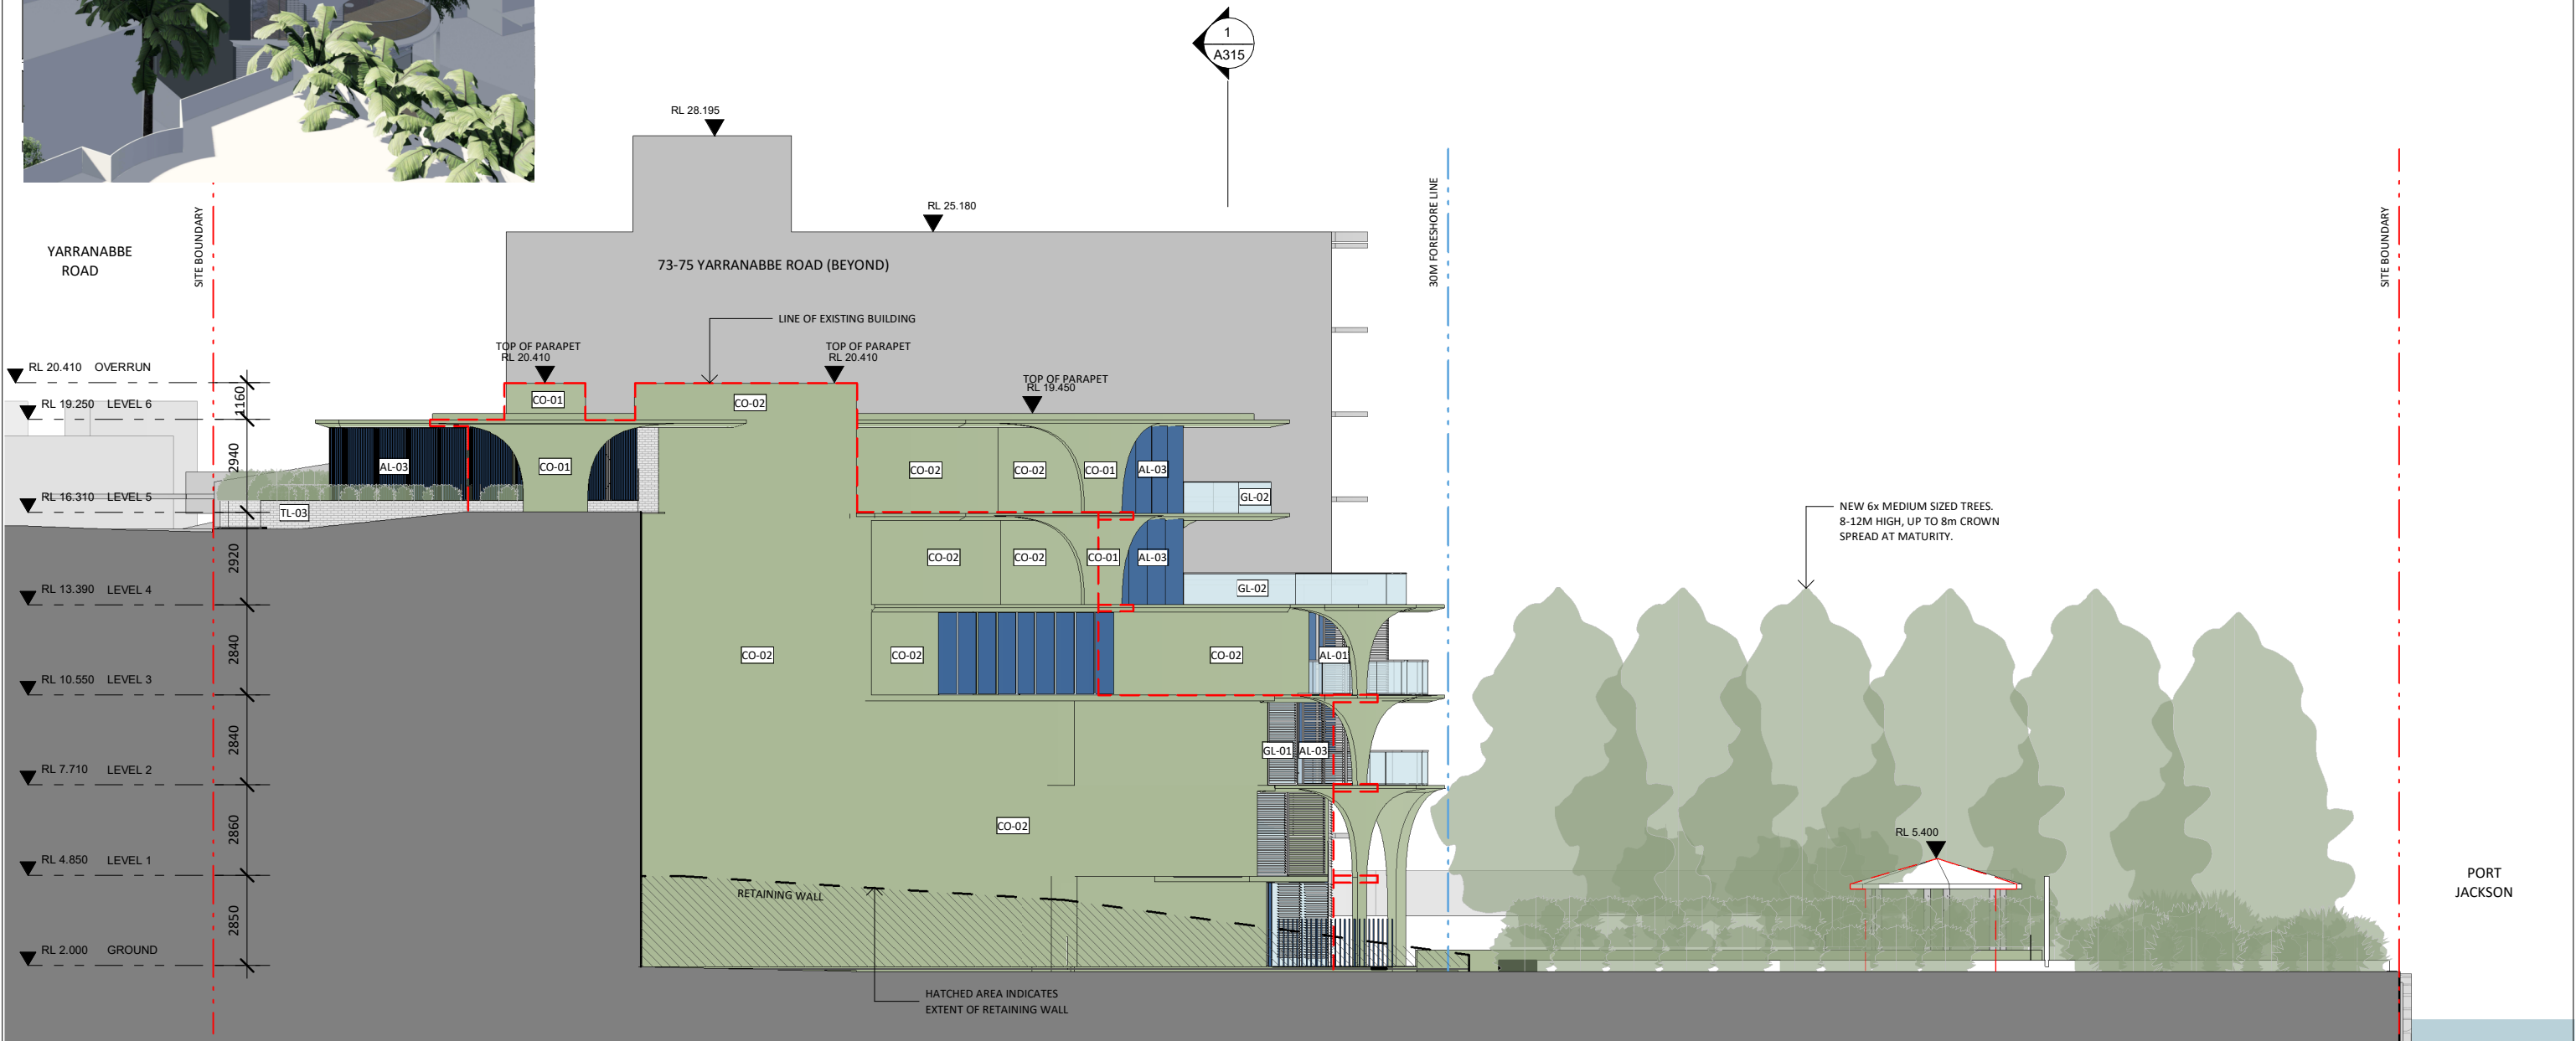 1
A315
RL 28.195
RL 25.180
YARRANABBE
ROAD
SITE BOUNDARY
73-75 YARRANABBE ROAD (BEYOND)
30M FORESHORE LINE
SITE BOUNDARY
LINE OF EXISTING BUILDING
TOP OF PARAPET
RL 20.410
TOP OF PARAPET
RL 20.410
TOP OF PARAPET
RL 19.450
RL 20.410 OVERRUN
1160
RL 19.250 LEVEL 6
CO-01
CO-02
2940
AL-03
CO-01
CO-02
CO-02
CO-01
AL-03
GL-02
RL 16.310 LEVEL 5
TL-03
NEW 6x MEDIUM SIZED TREES.
8-12M HIGH, UP TO 8m CROWN
SPREAD AT MATURITY.
2920
CO-02
CO-02
CO-01
AL-03
GL-02
RL 13.390 LEVEL 4
2840
CO-02
CO-02
CO-02
AL-01
RL 10.550 LEVEL 3
2840
GL-01
AL-03
RL 7.710 LEVEL 2
2860
CO-02
RL 5.400
RL 4.850 LEVEL 1
2850
RETAINING WALL
PORT
JACKSON
RL 2.000 GROUND
HATCHED AREA INDICATES
EXTENT OF RETAINING WALL